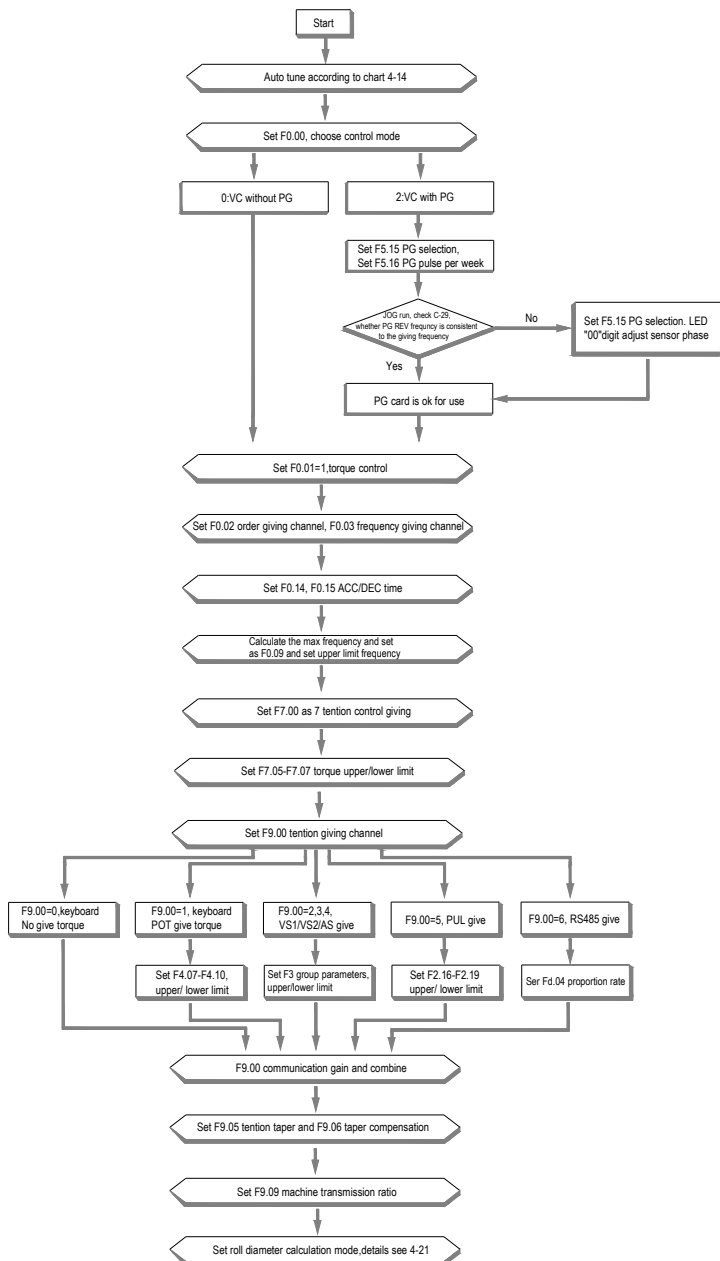 Start
Auto tune according to chart 4-14
Set F0.00, choose control mode
0:VC without PG
2:VC with PG
Set F5.15 PG selection,
Set F5.16 PG pulse per week
JOG run, check C-29,
whether PG REV frequncy is consistent
to the giving frequency
No
Set F5.15 PG selection. LED
"00"digit adjust sensor phase
Yes
PG card is ok for use
Set F0.01=1,torque control
Set F0.02 order giving channel, F0.03 frequency giving channel
Set F0.14, F0.15 ACC/DEC time
Calculate the max frequency and set
as F0.09 and set upper limit frequency
Set F7.00 as 7 tention control giving
Set F7.05-F7.07 torque upper/lower limit
Set F9.00 tention giving channel
F9.00=0,keyboard
No give torque
F9.00=1, keyboard
POT give torque
F9.00=2,3,4,
VS1/VS2/AS give
F9.00=5, PUL give
F9.00=6, RS485 give
Set F4.07-F4.10,
upper/ lower limit
Set F3 group parameters,
upper/lower limit
Set F2.16-F2.19
upper/ lower limit
Ser Fd.04 proportion rate
F9.00 communication gain and combine
Set F9.05 tention taper and F9.06 taper compensation
Set F9.09 machine transmission ratio
Set roll diameter calculation mode,details see 4-21